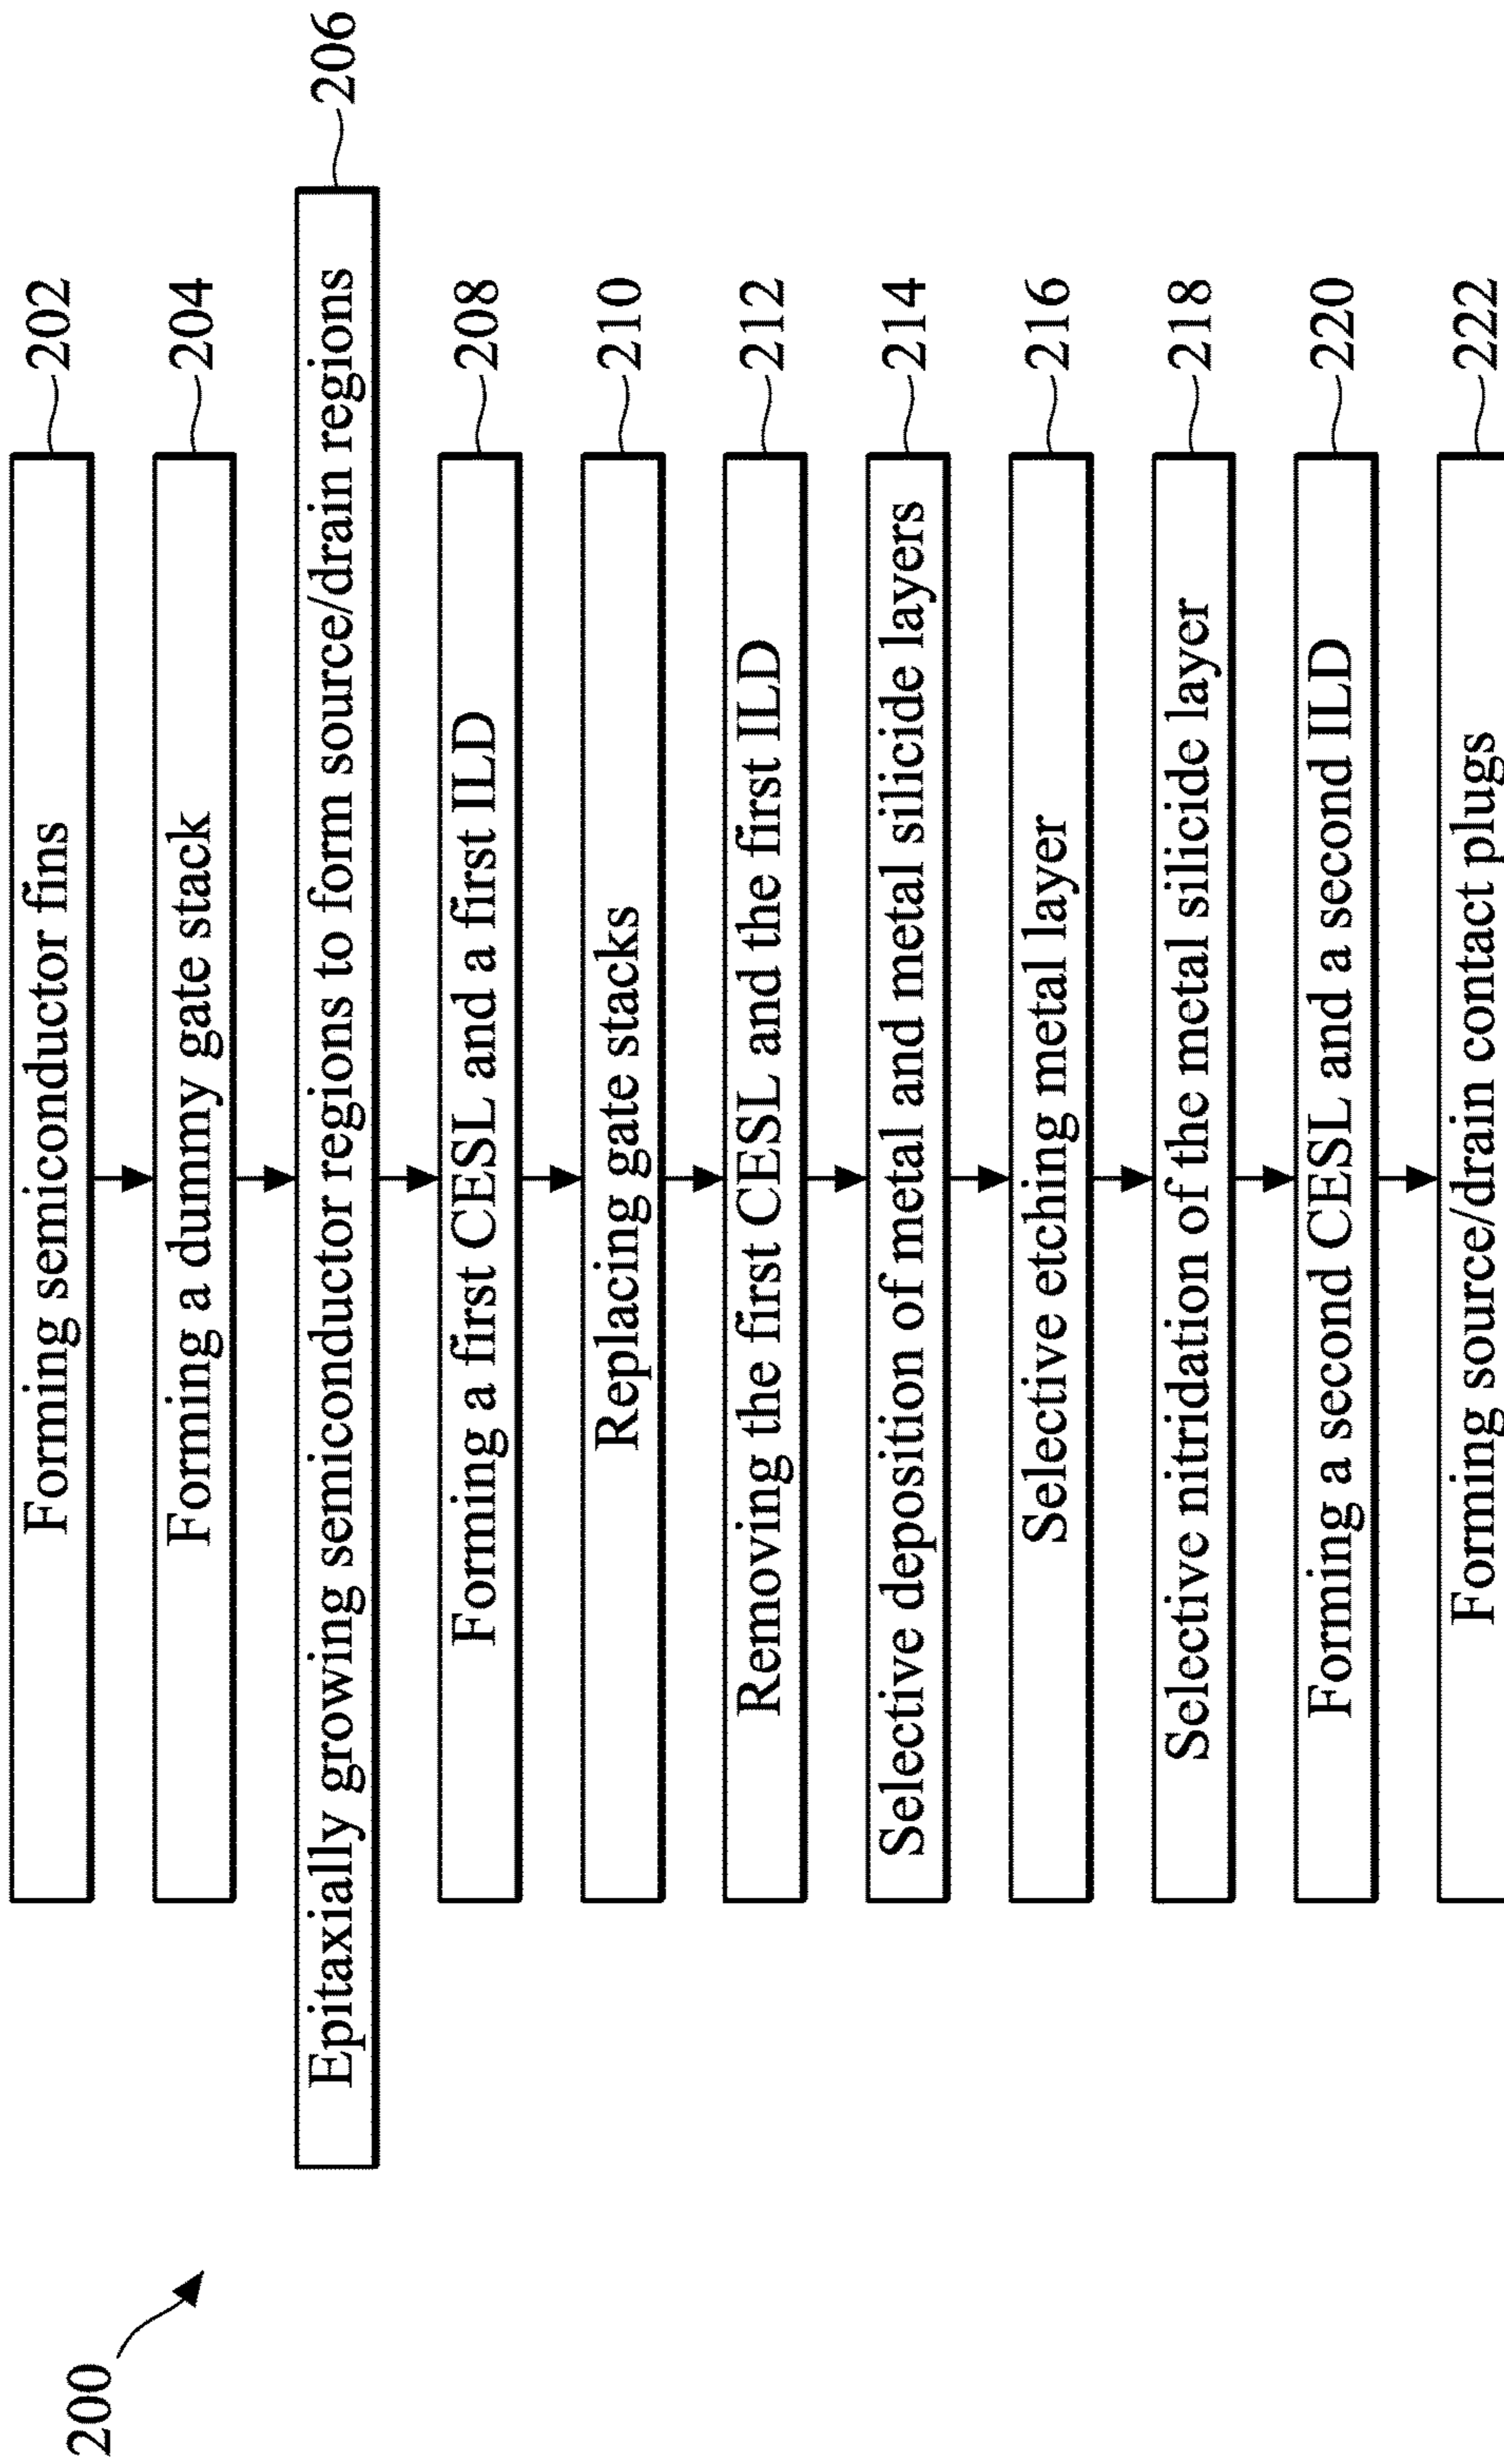 200
Forming semiconductor fins
202
Forming a dummy gate stack
204
Epitaxially growing semiconductor regions to form source/drain regions
206
Forming a first CESL and a first ILD
208
Replacing gate stacks
210
Removing the first CESL and the first ILD
212
Selective deposition of metal and metal silicide layers
214
Selective etching metal layer
216
Selective nitridation of the metal silicide layer
218
Forming a second CESL and a second ILD
220
Forming source/drain contact plugs
222